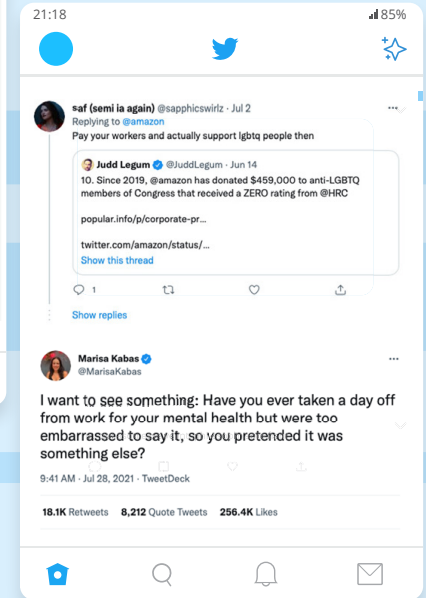 21:18
85%
saf (semi ia again) @sapphicswirlz · Jul 2
Replying to @amazon
Pay your workers and actually support lgbtq people then
Judd Legum @JuddLegum · Jun 14
10. Since 2019, @amazon has donated $459,000 to anti-LGBTQ
members of Congress that received a ZERO rating from @HRC
popular.info/p/corporate-pr...
twitter.com/amazon/status/...
Show this thread
1
Show replies
Marisa Kabas
@MarisaKabas
I want to see something: Have you ever taken a day off
from work for your mental health but were too
embarrassed to say it, so you pretended it was
something else?
9:41 AM · Jul 28, 2021 · TweetDeck
18.1K Retweets 8,212 Quote Tweets 256.4K Likes